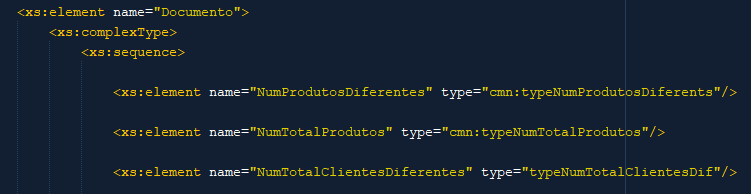 <xs:element name="Documento">
<xs:complexType>
<xs:sequence>
<xs:element name="NumProdutosDiferentes" type="cmn:typeNumProdutosDiferents"/>
<xs:element name="NumTotalProdutos" type="cmn:typeNumTotalProdutos"/>
<xs:element name="NumTotalClientesDiferentes" type="typeNumTotalClientesDif"/>